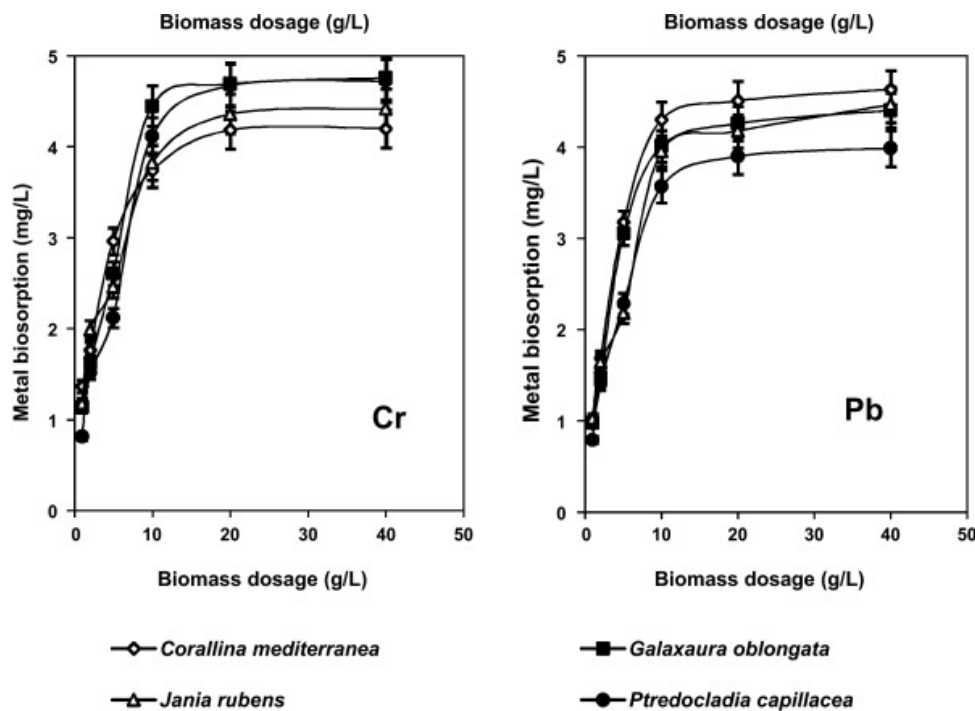 Biomass dosage (g/L)
Biomass dosage (g/L)
Metal biosorption (mg/L)
5
4
3
2
1
0
0 10 20 30 40 50
Cr
Biomass dosage (g/L)
Metal biosorption (mg/L)
5
4
3
2
1
0
0 10 20 30 40 50
Pb
Biomass dosage (g/L)
Corallina mediterranea
Galaxaura oblongata
Jania rubens
Ptredocladia capillacea